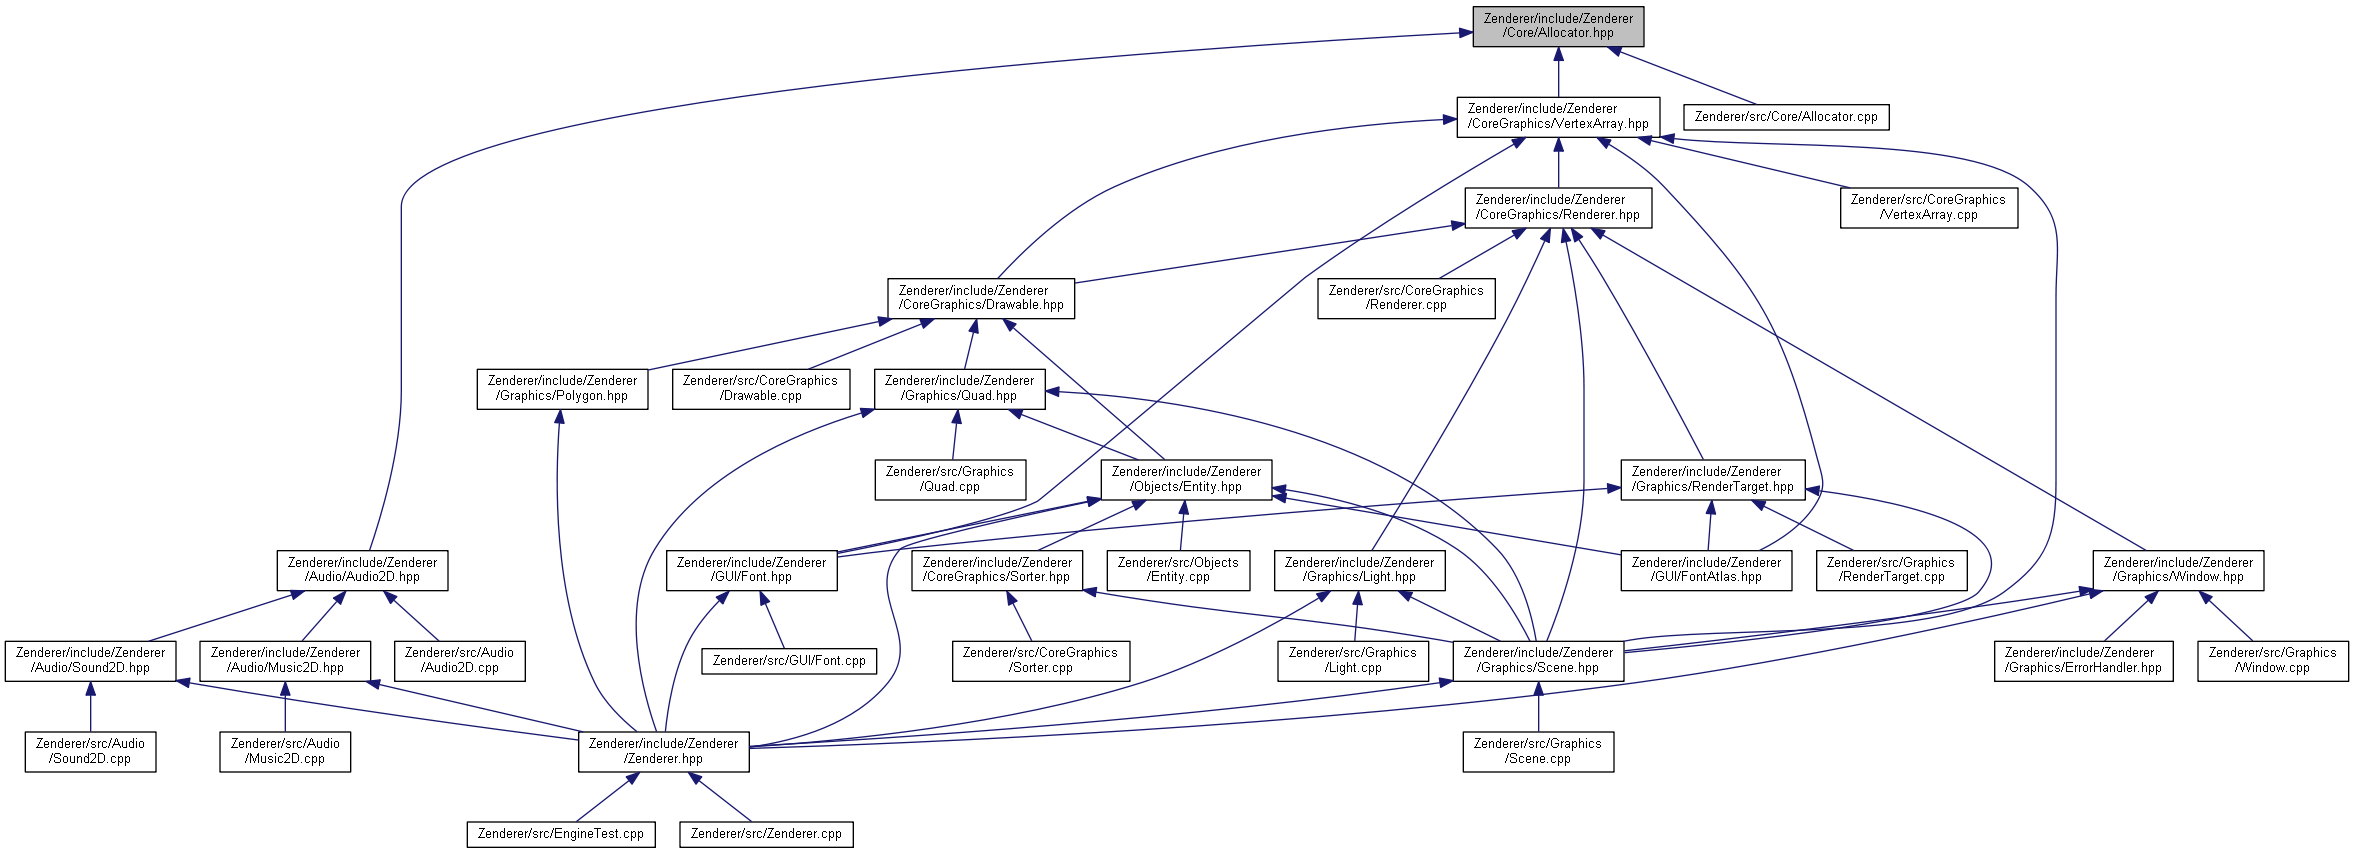 Zenderer/include/Zenderer
/Core/Allocator.hpp
Zenderer/include/Zenderer
/CoreGraphics/VertexArray.hpp
Zenderer/src/Core/Allocator.cpp
Zenderer/include/Zenderer
/CoreGraphics/Renderer.hpp
Zenderer/src/CoreGraphics
/VertexArray.cpp
Zenderer/include/Zenderer
/CoreGraphics/Drawable.hpp
Zenderer/src/CoreGraphics
/Renderer.cpp
Zenderer/include/Zenderer
/Graphics/Polygon.hpp
Zenderer/src/CoreGraphics
/Drawable.cpp
Zenderer/include/Zenderer
/Graphics/Quad.hpp
Zenderer/src/Graphics
/Quad.cpp
Zenderer/include/Zenderer
/Objects/Entity.hpp
Zenderer/include/Zenderer
/Graphics/RenderTarget.hpp
Zenderer/include/Zenderer
/Audio/Audio2D.hpp
Zenderer/include/Zenderer
/GUI/Font.hpp
Zenderer/include/Zenderer
/CoreGraphics/Sorter.hpp
Zenderer/src/Objects
/Entity.cpp
Zenderer/include/Zenderer
/Graphics/Light.hpp
Zenderer/include/Zenderer
/GUI/FontAtlas.hpp
Zenderer/src/Graphics
/RenderTarget.cpp
Zenderer/include/Zenderer
/Graphics/Window.hpp
Zenderer/include/Zenderer
/Audio/Sound2D.hpp
Zenderer/include/Zenderer
/Audio/Music2D.hpp
Zenderer/src/Audio
/Audio2D.cpp
Zenderer/src/GUI/Font.cpp
Zenderer/src/CoreGraphics
/Sorter.cpp
Zenderer/src/Graphics
/Light.cpp
Zenderer/include/Zenderer
/Graphics/Scene.hpp
Zenderer/include/Zenderer
/Graphics/ErrorHandler.hpp
Zenderer/src/Graphics
/Window.cpp
Zenderer/src/Audio
/Sound2D.cpp
Zenderer/src/Audio
/Music2D.cpp
Zenderer/include/Zenderer
/Zenderer.hpp
Zenderer/src/Graphics
/Scene.cpp
Zenderer/src/EngineTest.cpp
Zenderer/src/Zenderer.cpp